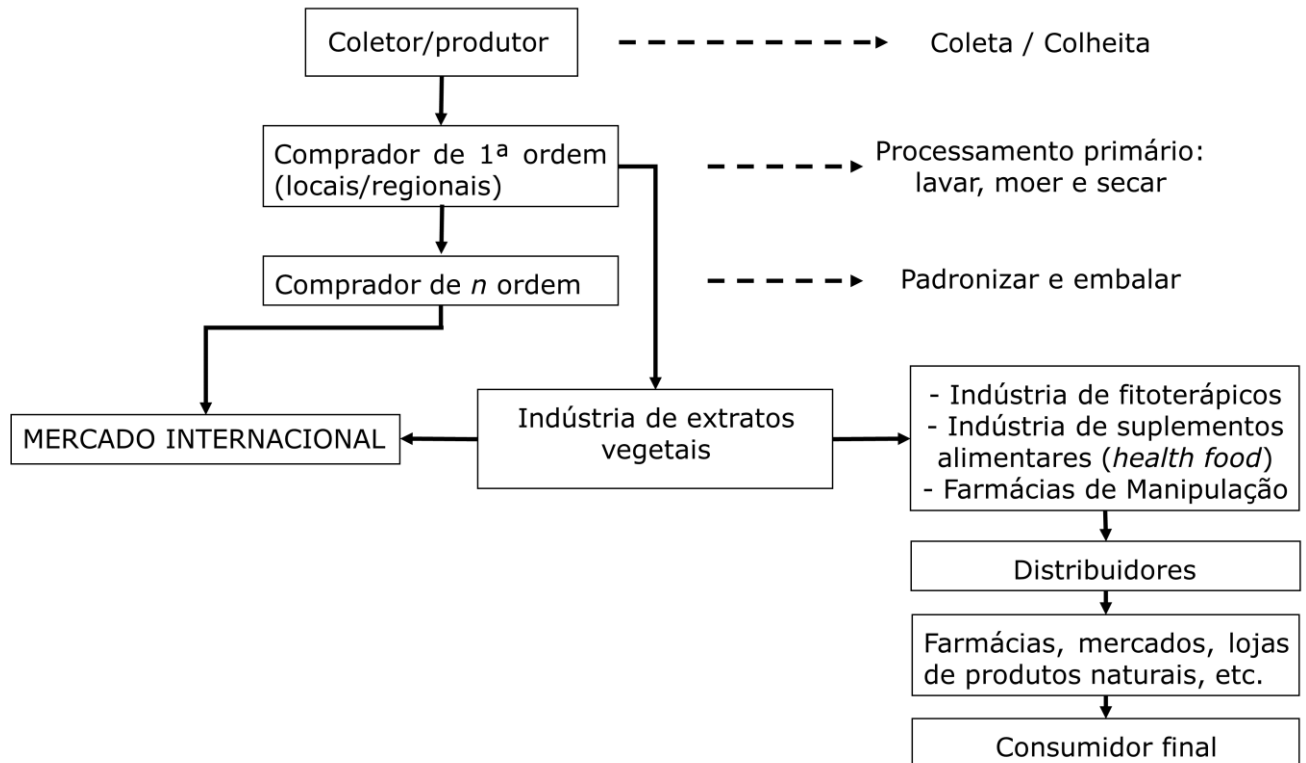 Coletor/produtor
Coleta / Colheita
Comprador de 1ª ordem
(locais/regionais)
Processamento primário:
lavar, moer e secar
Comprador de n ordem
Padronizar e embalar
MERCADO INTERNACIONAL
Indústria de extratos
vegetais
- Indústria de fitoterápicos
- Indústria de suplementos
alimentares (health food)
- Farmácias de Manipulação
Distribuidores
Farmácias, mercados, lojas
de produtos naturais, etc.
Consumidor final